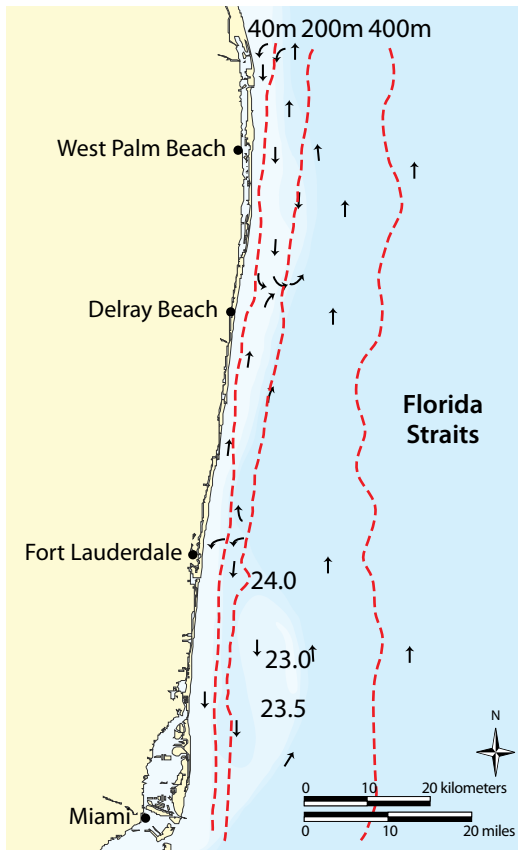 40m 200m 400m
West Palm Beach
Delray Beach
Florida
Straits
Fort Lauderdale
24.0
23.0
23.5
N
0 10 20 kilometers
0 10 20 miles
Miami